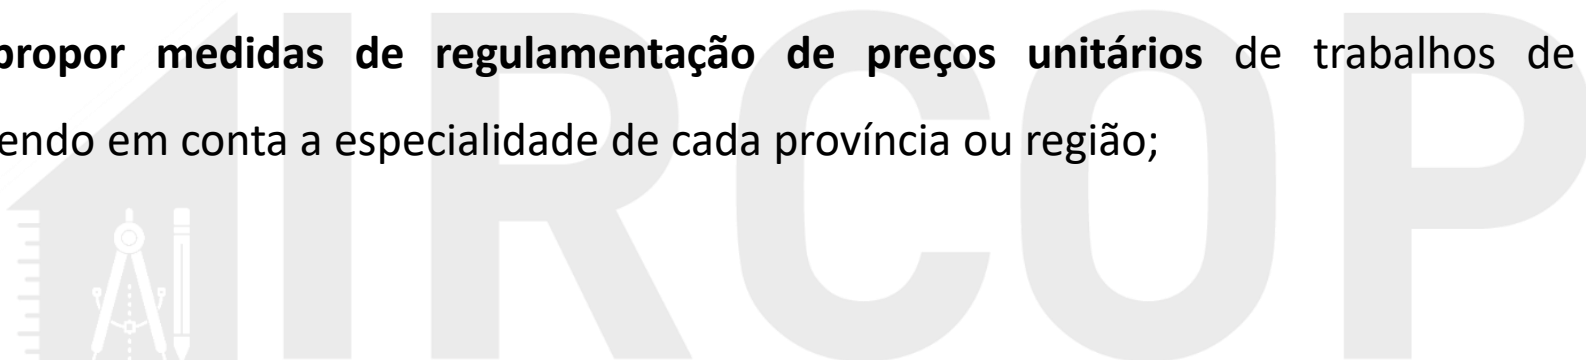 propor medidas de regulamentação de preços unitários de trabalhos de
endo em conta a especialidade de cada província ou região;
IRCOP